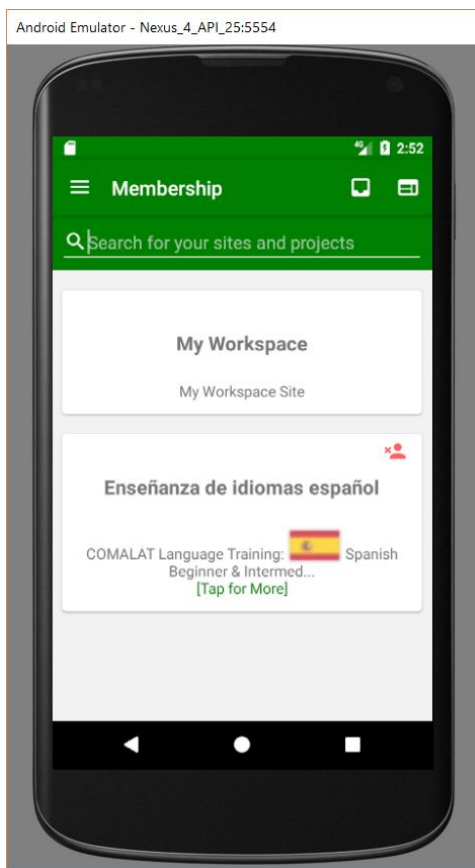 Android Emulator - Nexus_4_API_25:5554
4G 2:52
Membership
Search for your sites and projects
My Workspace
My Workspace Site
Enseñanza de idiomas español
COMALAT Language Training: Spanish
Beginner & Intermed...
[Tap for More]